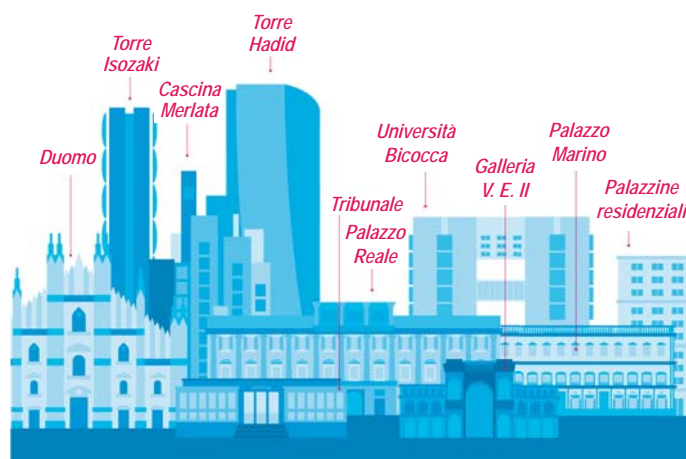 Torre
Isozaki
Torre
Hadid
Cascina
Merlata
Duomo
Università
Bicocca
Palazzo
Marino
Galleria
V. E. II
Palazzine
residenziali
Tribunale
Palazzo
Reale